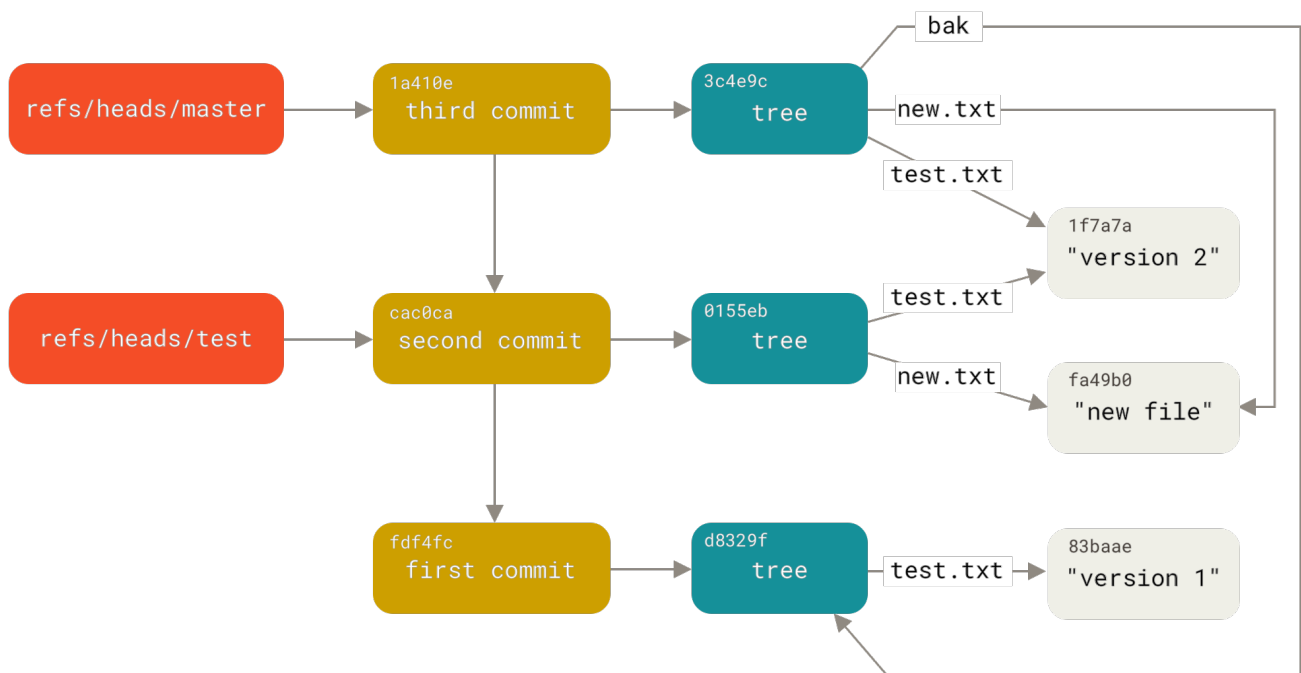 bak
refs/heads/master
1a410e
third commit
3c4e9c
tree
new.txt
test.txt
1f7a7a
"version 2"
refs/heads/test
cac0ca
second commit
0155eb
tree
test.txt
new.txt
fa49b0
"new file"
fdf4fc
first commit
d8329f
tree
test.txt
83baae
"version 1"